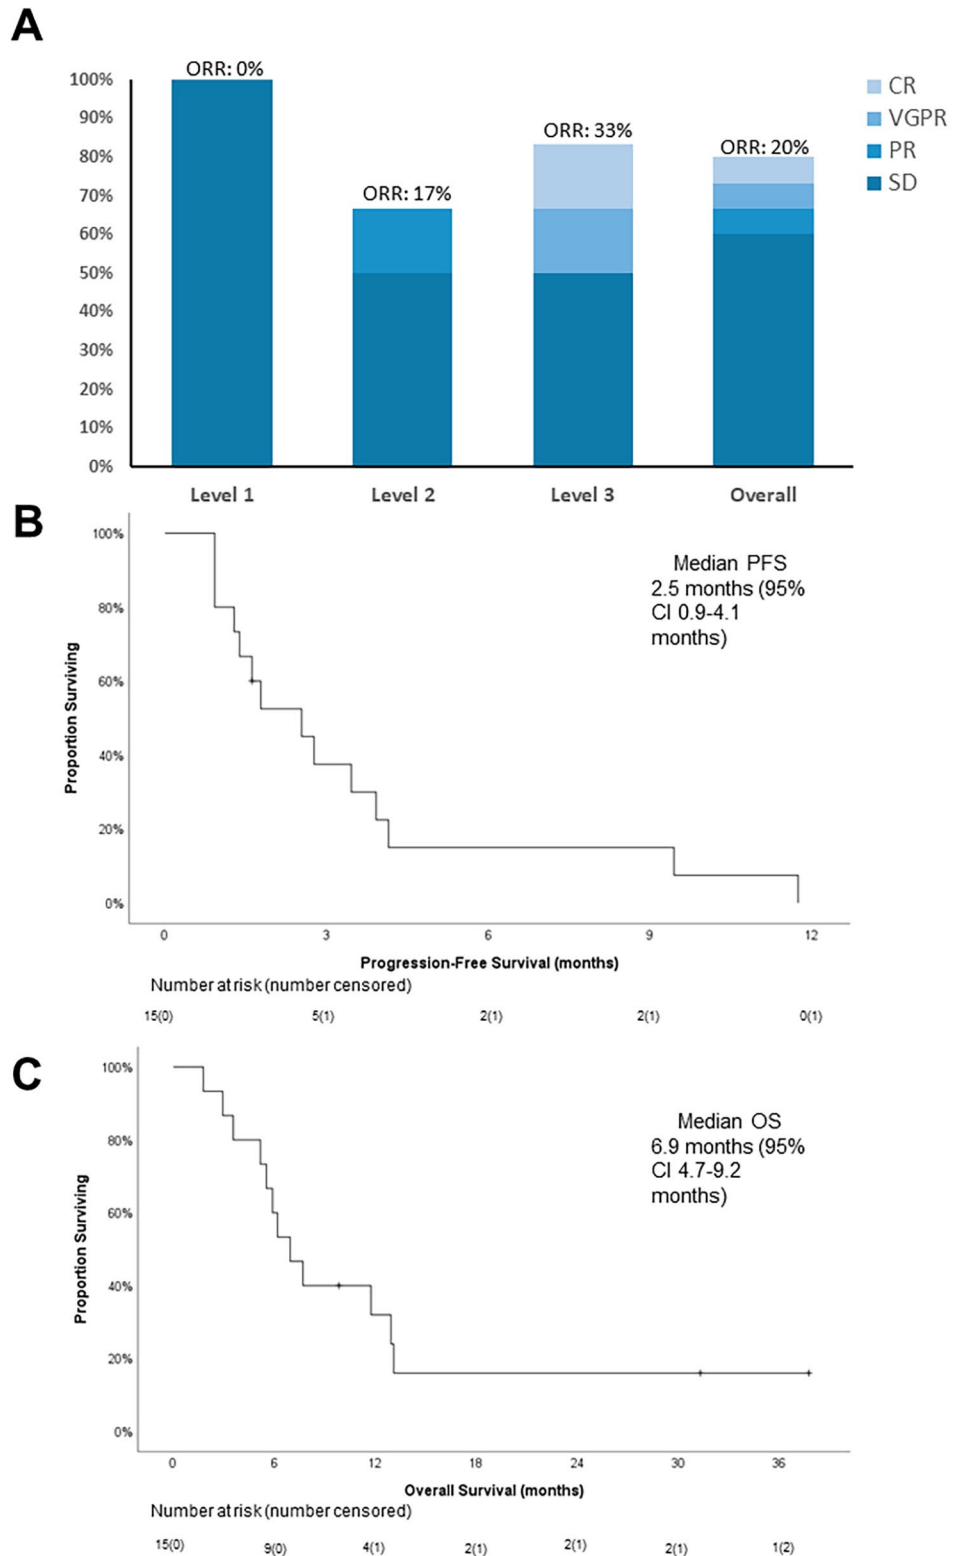 A
ORR: 0%
ORR: 17%
ORR: 33%
ORR: 20%
100%
90%
80%
70%
60%
50%
40%
30%
20%
10%
0%
CR
VGPR
PR
SD
Level 1 Level 2 Level 3 Overall
B
Proportion Surviving
100%
80%
60%
40%
20%
0%
Median PFS
2.5 months (95%
CI 0.9-4.1
months)
0 3 6 9 12
Progression-Free Survival (months)
Number at risk (number censored)
15(0) 5(1) 2(1) 2(1) 0(1)
C
Proportion Surviving
100%
80%
60%
40%
20%
0%
Median OS
6.9 months (95%
CI 4.7-9.2
months)
0 6 12 18 24 30 36
Overall Survival (months)
Number at risk (number censored)
15(0) 9(0) 4(1) 2(1) 2(1) 2(1) 1(2)